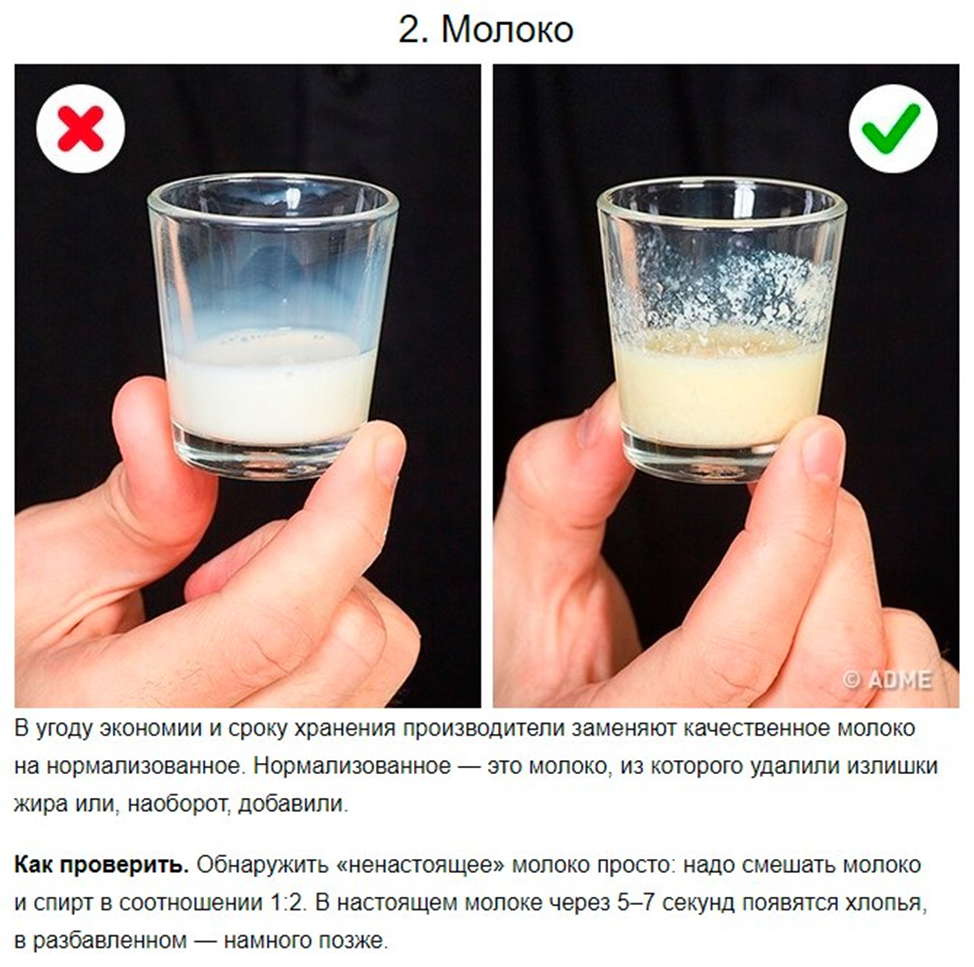 2. Молоко
© ADME
В угоду экономии и сроку хранения производители заменяют качественное молоко
на нормализованное. Нормализованное — это молоко, из которого удалили излишки
жира или, наоборот, добавили.
Как проверить. Обнаружить «ненастоящее» молоко просто: надо смешать молоко
и спирт в соотношении 1:2. В настоящем молоке через 5–7 секунд появятся хлопья,
в разбавленном — намного позже.